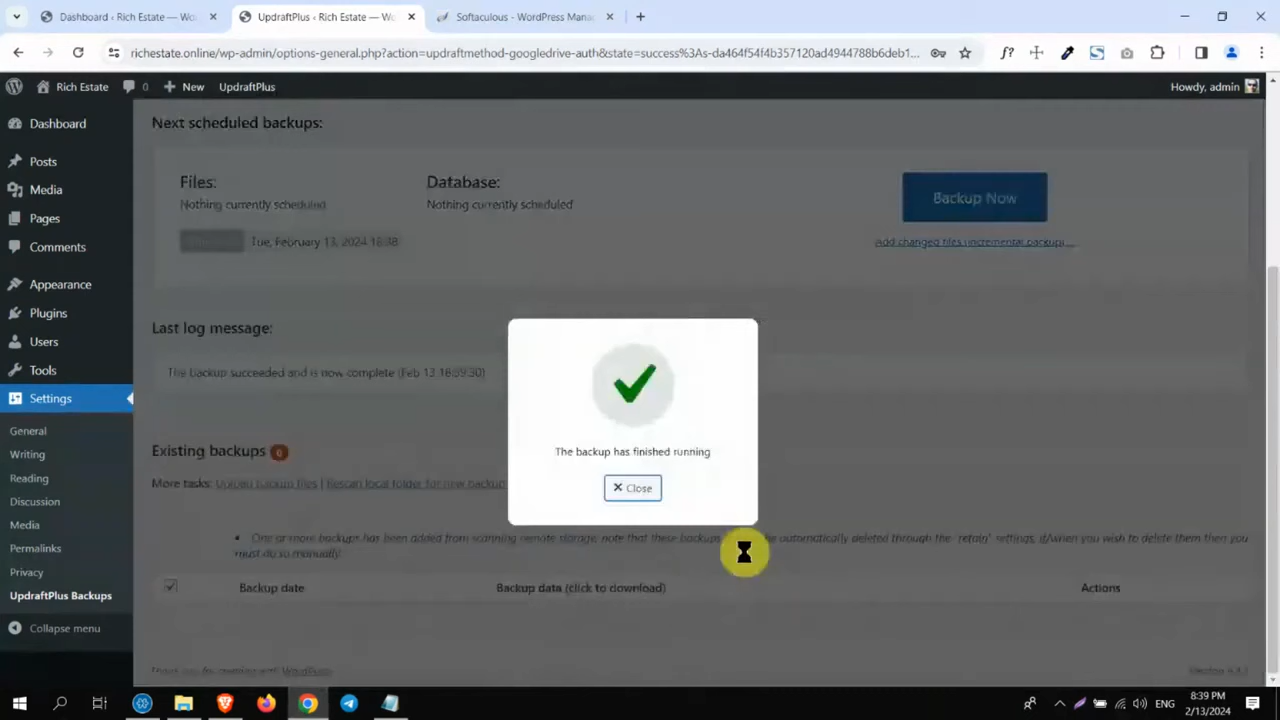 Dashboard ‹ Rich Estate — Wo
UpdraftPlus ‹ Rich Estate — Wo
Softaculous - WordPress Mana
richestate.online/wp-admin/options-general.php?action=updraftmethod-googledrive-auth&state=success%3As-da464f54f4b357120ad4944788b6deb1...
Rich Estate
0
New
UpdraftPlus
Howdy, admin
Dashboard
Posts
Media
Pages
Comments
Appearance
Plugins
Users
Tools
Settings
General
Writing
Reading
Discussion
Media
Permalinks
Privacy
UpdraftPlus Backups
Collapse menu
Next scheduled backups:
Files:
Nothing currently scheduled
Database:
Nothing currently scheduled
Backup Now
Tue, February 13, 2024
Add changed files (incremental backup) ...
Last log message:
The backup succeeded and is now complete (Feb 13
The backup has finished running
Close
Existing backups
More tasks: Upload backup files | Rescan local folder for new backup
One or more backups has been added from scanning remote storage; note that these backups automatically deleted through the "retain" settings; if/when you wish to delete them then you
must do so manually.
Backup date
Backup data (click to download)
Actions
Thank you for creating with WordPress
ENG
8:39 PM
2/13/2024